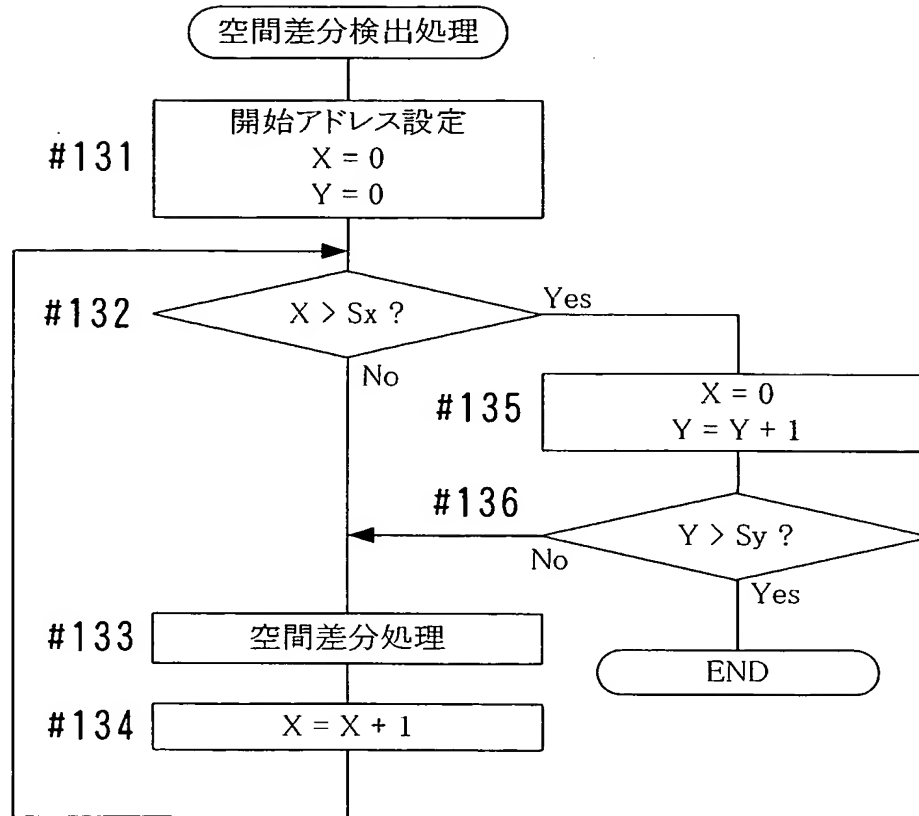 空間差分検出処理
開始アドレス設定
#131
X = 0
Y = 0
#132
X > Sx ?
Yes
No
#135
X = 0
Y = Y + 1
#136
Y > Sy ?
No
Yes
#133
空間差分処理
END
#134
X = X + 1